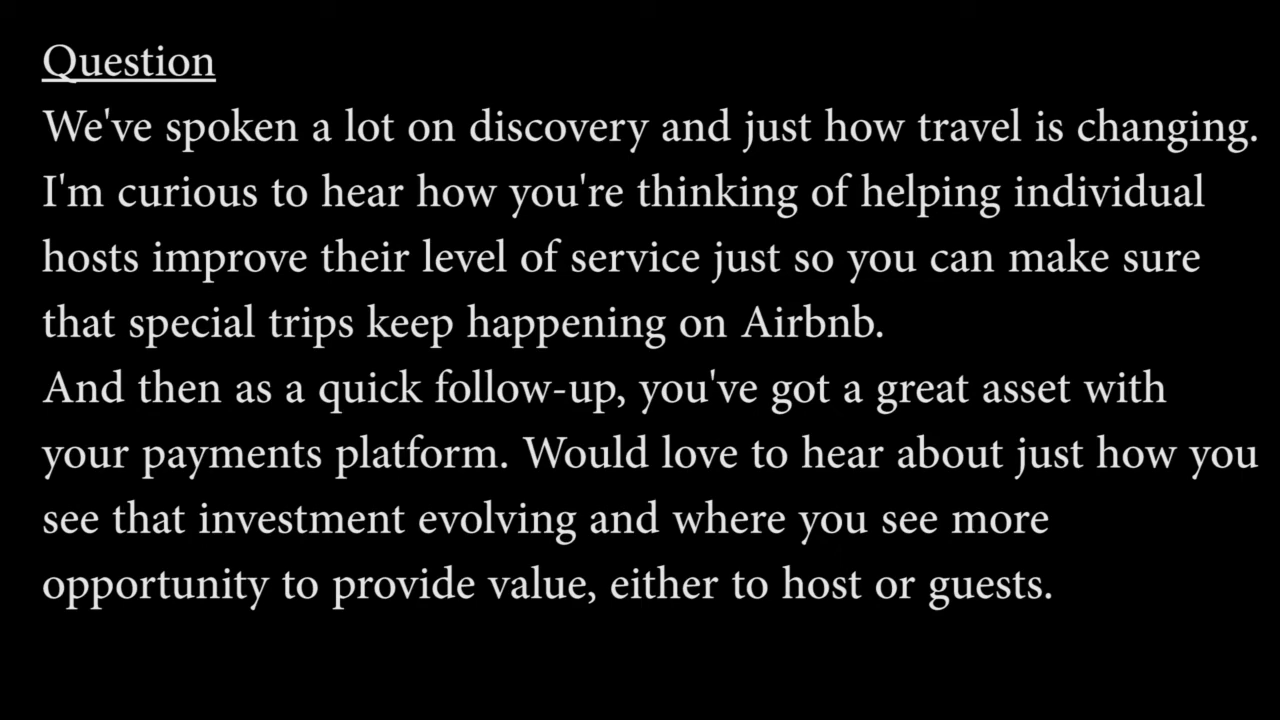 Question
We've spoken a lot on discovery and just how travel is changing.
I'm curious to hear how you're thinking of helping individual
hosts improve their level of service just so you can make sure
that special trips keep happening on Airbnb.
And then as a quick follow-up, you've got a great asset with
your payments platform. Would love to hear about just how you
see that investment evolving and where you see more
opportunity to provide value, either to host or guests.